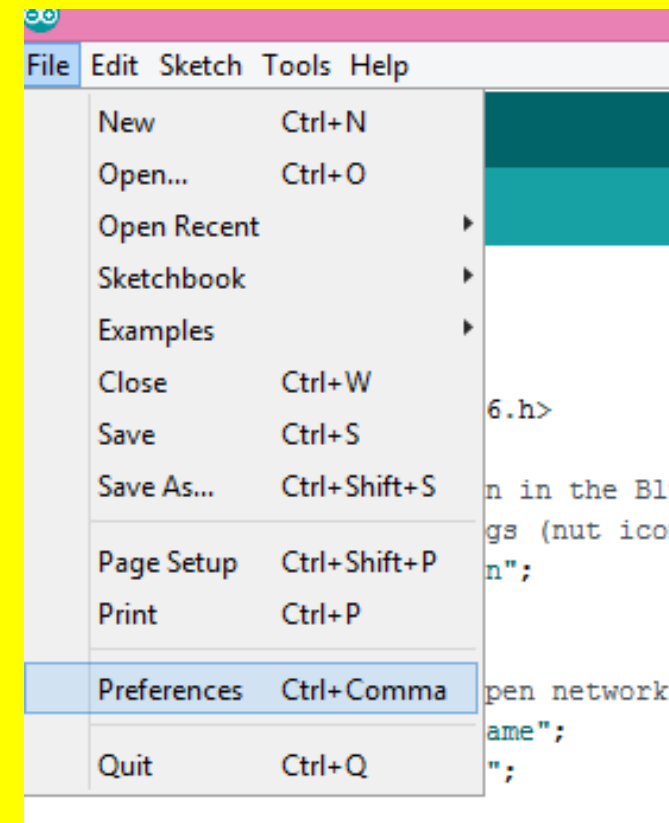 File Edit Sketch Tools Help
New Ctrl+N
Open... Ctrl+O
Open Recent
Sketchbook
Examples
Close Ctrl+W
6.h>
Save Ctrl+S
Save As... Ctrl+Shift+S
n in the Bl
gs (nut ico
Page Setup Ctrl+Shift+P
n";
Print Ctrl+P
Preferences Ctrl+Comma
pen network
ame";
Quit Ctrl+Q
";